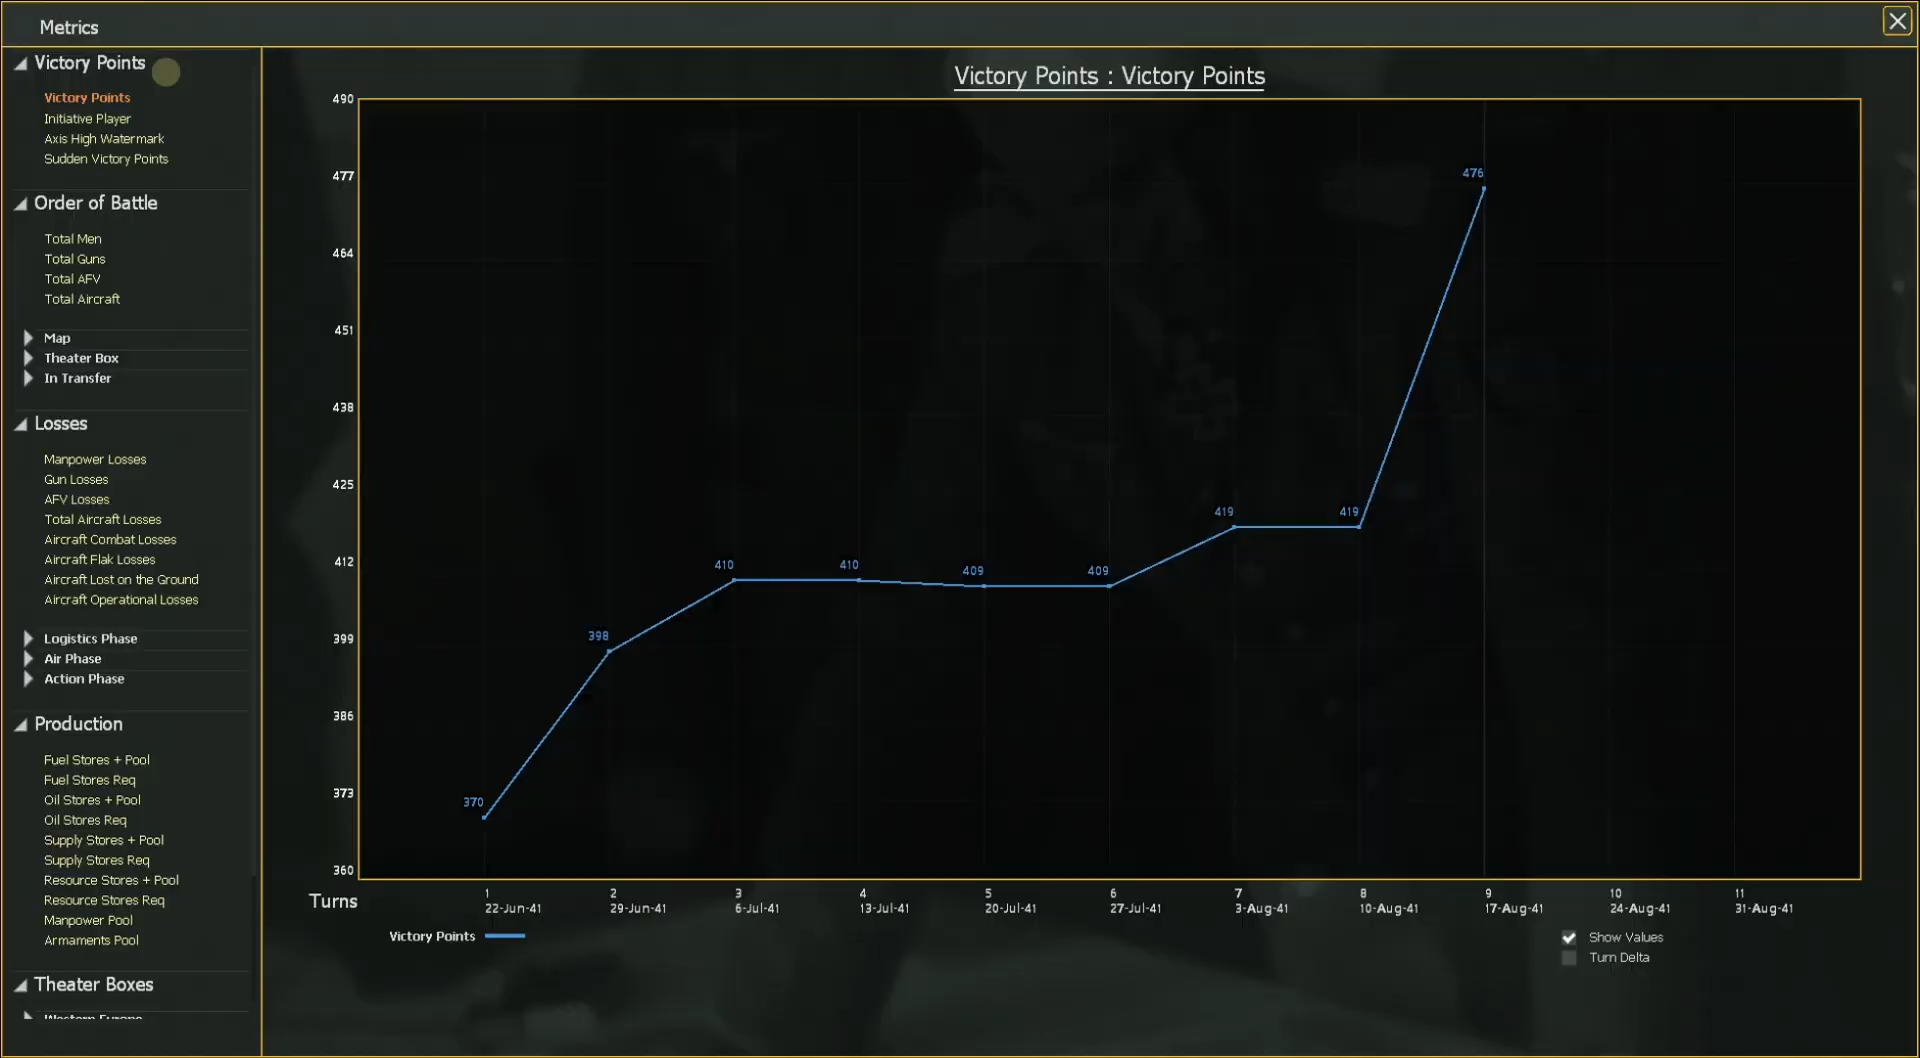 Metrics
Victory Points
Victory Points
Initiative Player
Axis High Watermark
Sudden Victory Points
Order of Battle
Total Men
Total Guns
Total AFV
Total Aircraft
Map
Theater Box
In Transfer
Losses
Manpower Losses
Gun Losses
AFV Losses
Total Aircraft Losses
Aircraft Combat Losses
Aircraft Flak Losses
Aircraft Lost on the Ground
Aircraft Operational Losses
Logistics Phase
Air Phase
Action Phase
Production
Fuel Stores + Pool
Fuel Stores Req
Oil Stores + Pool
Oil Stores Req
Supply Stores + Pool
Supply Stores Req
Resource Stores + Pool
Resource Stores Req
Manpower Pool
Armaments Pool
Theater Boxes
Western Europe
Victory Points : Victory Points
490
477
464
451
438
425
412
399
386
373
360
370
398
410
410
409
409
419
419
476
Turns
1 2 3 4 5 6 7 8 9 10 11
22-Jun-41 29-Jun-41 6-Jul-41 13-Jul-41 20-Jul-41 27-Jul-41 3-Aug-41 10-Aug-41 17-Aug-41 24-Aug-41 31-Aug-41
Victory Points
Show Values
Turn Delta